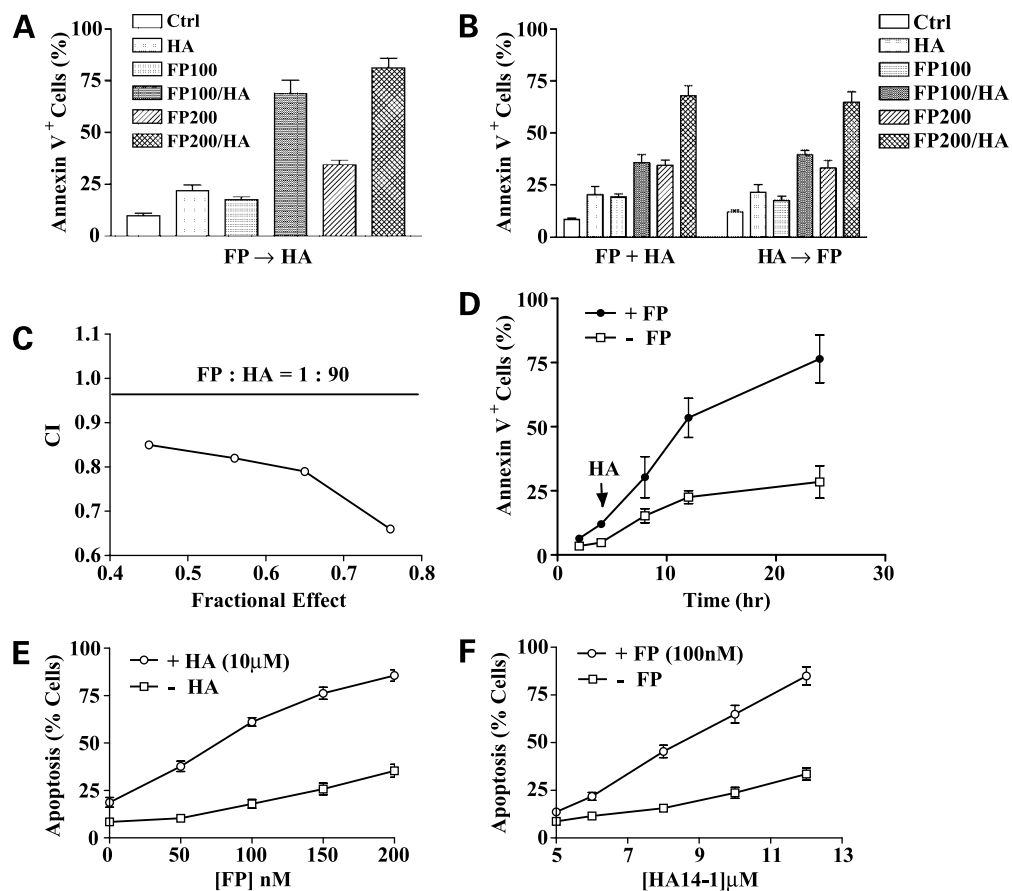 A
Annexin V + Cells (%)
100
75
50
25
0
Ctrl
HA
FP100
FP100/HA
FP200
FP200/HA
FP → HA
B
Annexin V + Cells (%)
100
75
50
25
0
FP + HA
HA → FP
Ctrl
HA
FP100
FP100/HA
FP200
FP200/HA
C
CI
1.1
1.0
0.9
0.8
0.7
0.6
FP : HA = 1 : 90
0.4 0.5 0.6 0.7 0.8
Fractional Effect
D
Annexin V + Cells (%)
100
75
50
25
0
+ FP
- FP
HA
0 10 20 30
Time (hr)
E
Apoptosis (% Cells)
100
75
50
25
0
+ HA (10μM)
- HA
0 50 100 150 200
[FP] nM
F
Apoptosis (% Cells)
100
75
50
25
0
+ FP (100nM)
- FP
5 7 9 11 13
[HA14-1]μM